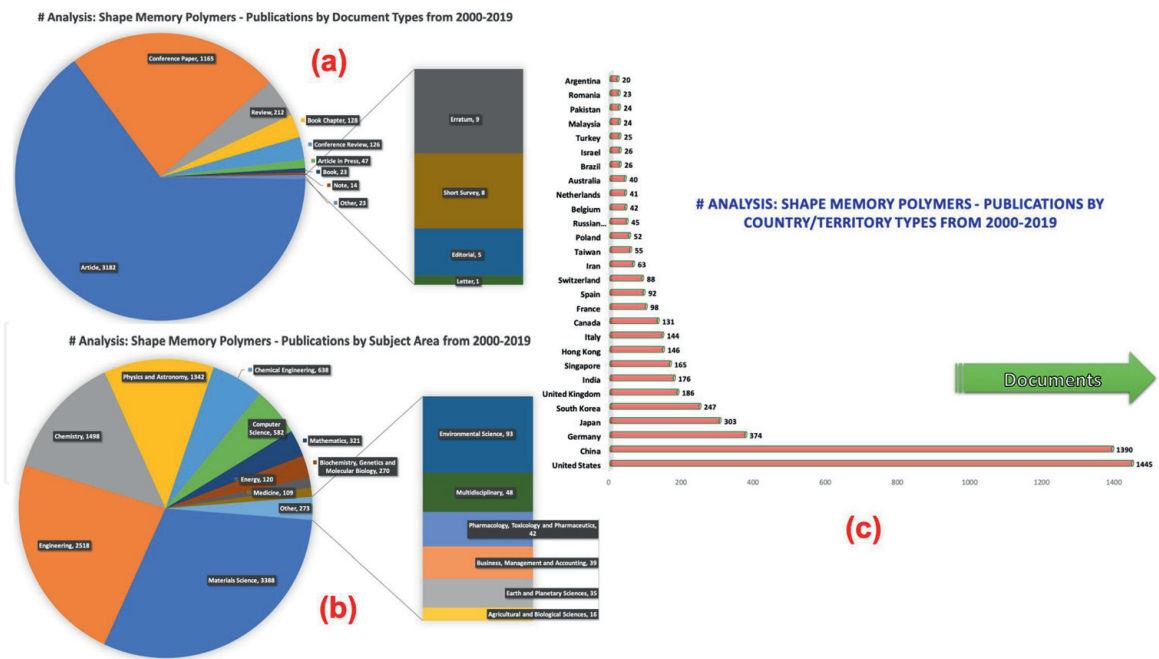 # Analysis: Shape Memory Polymers - Publications by Document Types from 2000-2019
(a)
Conference Paper, 1165
Review, 212
Book Chapter, 128
Conference Review, 126
Article in Press, 47
Book, 23
Note, 14
Other, 23
Article, 3182
Erratum, 9
Short Survey, 8
Editorial, 5
Letter, 1
# Analysis: Shape Memory Polymers - Publications by Subject Area from 2000-2019
Physics and Astronomy, 1342
Chemical Engineering, 638
Computer
Science, 582
Chemistry, 1498
Mathematics, 321
Biochemistry, Genetics and
Molecular Biology, 270
Energy, 120
Medicine, 109
Other, 273
Engineering, 2518
Materials Science, 3388
Environmental Science, 93
Multidisciplinary, 48
Pharmacology, Toxicology and Pharmaceutics,
42
Business, Management and Accounting, 39
Earth and Planetary Sciences, 35
Agricultural and Biological Sciences, 16
(b)
# ANALYSIS: SHAPE MEMORY POLYMERS - PUBLICATIONS BY
COUNTRY/TERRITORY TYPES FROM 2000-2019
Argentina 20
Romania 23
Pakistan 24
Malaysia 24
Turkey 25
Israel 26
Brazil 26
Australia 40
Netherlands 41
Belgium 42
Russian... 45
Poland 52
Taiwan 55
Iran 63
Switzerland 88
Spain 92
France 98
Canada 131
Italy 144
Hong Kong 146
Singapore 165
India 176
United Kingdom 186
South Korea 247
Japan 303
Germany 374
China 1390
United States 1445
0 200 400 600 800 1000 1200 1400
Documents
(c)